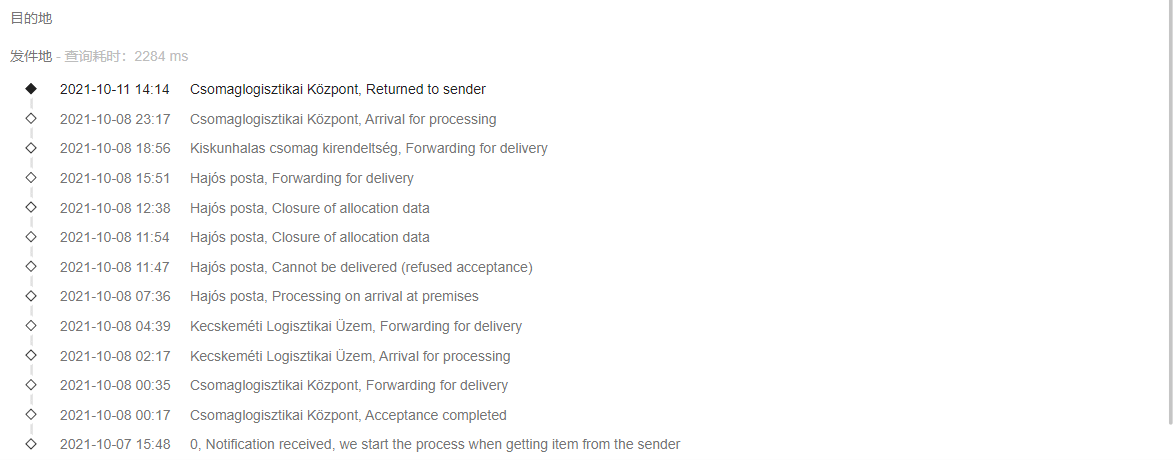 目的地
发件地 - 查询耗时：2284 ms
2021-10-11 14:14 Csomaglogisztikai Központ, Returned to sender
2021-10-08 23:17 Csomaglogisztikai Központ, Arrival for processing
2021-10-08 18:56 Kiskunhalas csomag kirendeltség, Forwarding for delivery
2021-10-08 15:51 Hajós posta, Forwarding for delivery
2021-10-08 12:38 Hajós posta, Closure of allocation data
2021-10-08 11:54 Hajós posta, Closure of allocation data
2021-10-08 11:47 Hajós posta, Cannot be delivered (refused acceptance)
2021-10-08 07:36 Hajós posta, Processing on arrival at premises
2021-10-08 04:39 Kecskeméti Logisztikai Üzem, Forwarding for delivery
2021-10-08 02:17 Kecskeméti Logisztikai Üzem, Arrival for processing
2021-10-08 00:35 Csomaglogisztikai Központ, Forwarding for delivery
2021-10-08 00:17 Csomaglogisztikai Központ, Acceptance completed
2021-10-07 15:48 0, Notification received, we start the process when getting item from the sender